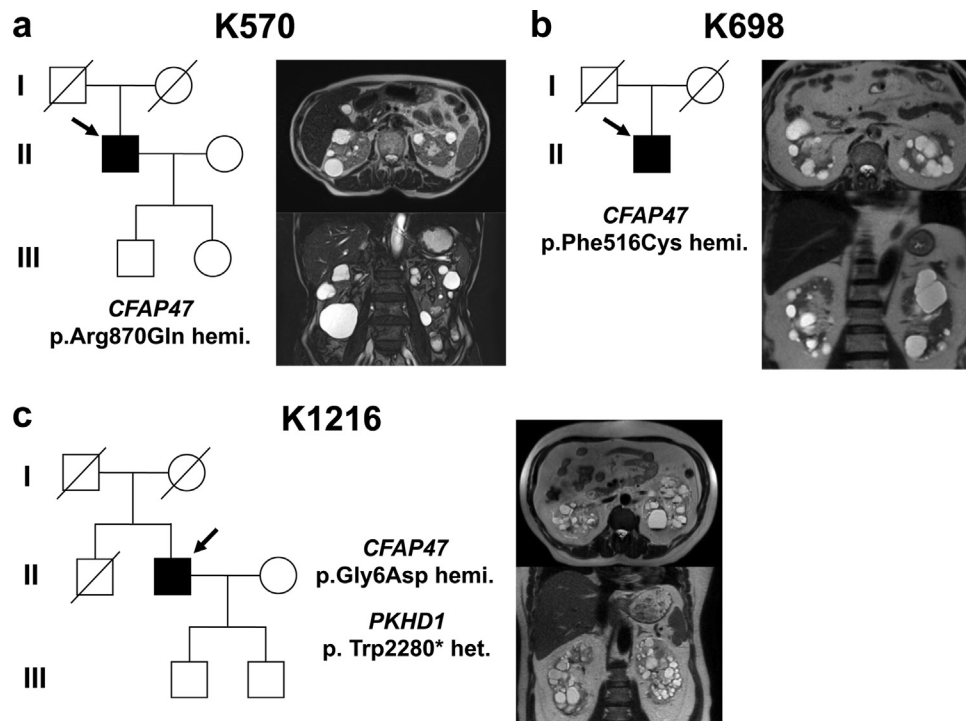 a
K570
I
II
III
CFAP47
p.Arg870Gln hemi.
b
K698
I
II
CFAP47
p.Phe516Cys hemi.
c
K1216
I
II
III
CFAP47
p.Gly6Asp hemi.
PKHD1
p. Trp2280* het.